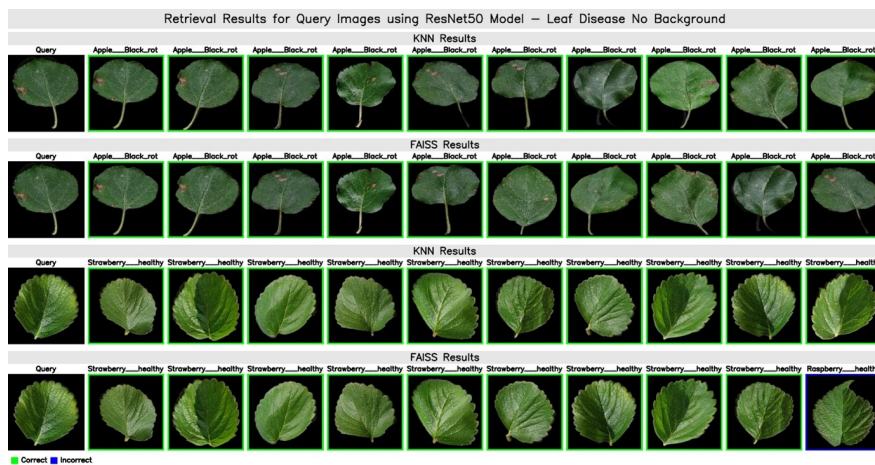 Retrieval Results for Query Images using ResNet50 Model – Leaf Disease No Background
KNN Results
Query Apple___Black_rot Apple___Black_rot Apple___Black_rot Apple___Black_rot Apple___Black_rot Apple___Black_rot Apple___Black_rot Apple___Black_rot Apple___Black_rot Apple___Black_rot
FAISS Results
Query Apple___Black_rot Apple___Black_rot Apple___Black_rot Apple___Black_rot Apple___Black_rot Apple___Black_rot Apple___Black_rot Apple___Black_rot Apple___Black_rot Apple___Black_rot
KNN Results
Query Strawberry___healthy Strawberry___healthy Strawberry___healthy Strawberry___healthy Strawberry___healthy Strawberry___healthy Strawberry___healthy Strawberry___healthy Strawberry___healthy Strawberry___healthy
FAISS Results
Query Strawberry___healthy Strawberry___healthy Strawberry___healthy Strawberry___healthy Strawberry___healthy Strawberry___healthy Strawberry___healthy Strawberry___healthy Strawberry___healthy Raspberry___healthy
Correct Incorrect